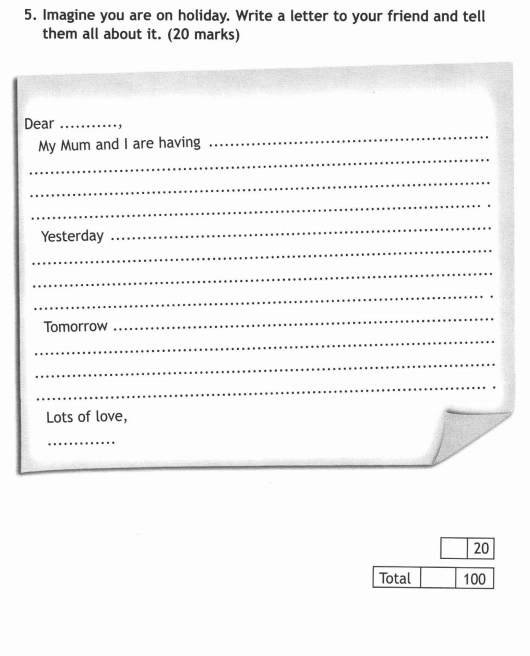 5. Imagine you are on holiday. Write a letter to your friend and tell
them all about it. (20 marks)
Dear ...........,
My Mum and I are having ......................................................
..........................................................................................
..........................................................................................
.......................................................................................... .
Yesterday ..........................................................................
..........................................................................................
..........................................................................................
.......................................................................................... .
Tomorrow ..........................................................................
..........................................................................................
..........................................................................................
.......................................................................................... .
Lots of love,
.............
20
Total 100